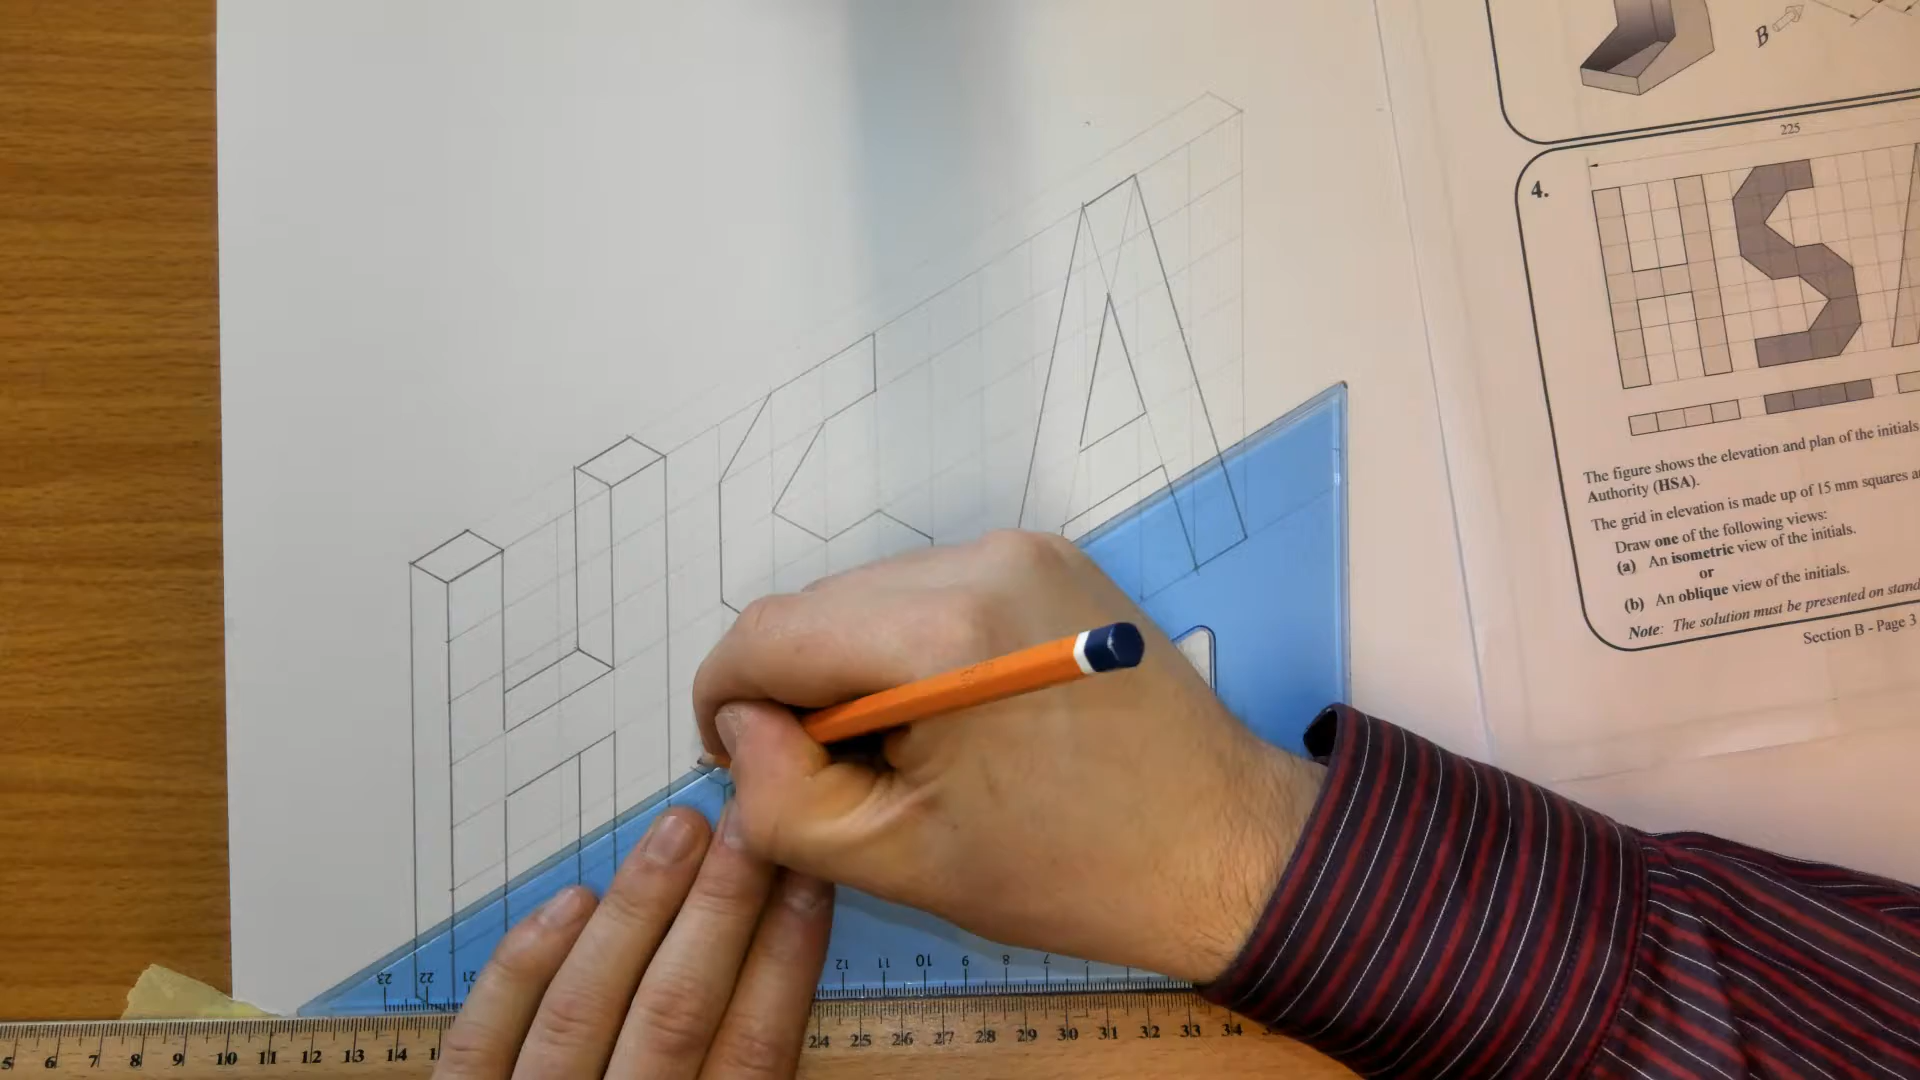 B
225
4.
HSA
The figure shows the elevation and plan of the initials
Authority (HSA).
The grid in elevation is made up of 15 mm squares
Draw one of the following views:
(a) An isometric view of the initials.
or
(b) An oblique view of the initials.
Note: The solution must be presented on
Section B - Page 3
HSA
23 22 21 12 11 10 9 8 7
5 6 7 8 9 10 11 12 13 14 24 25 26 27 28 29 30 31 32 33 34